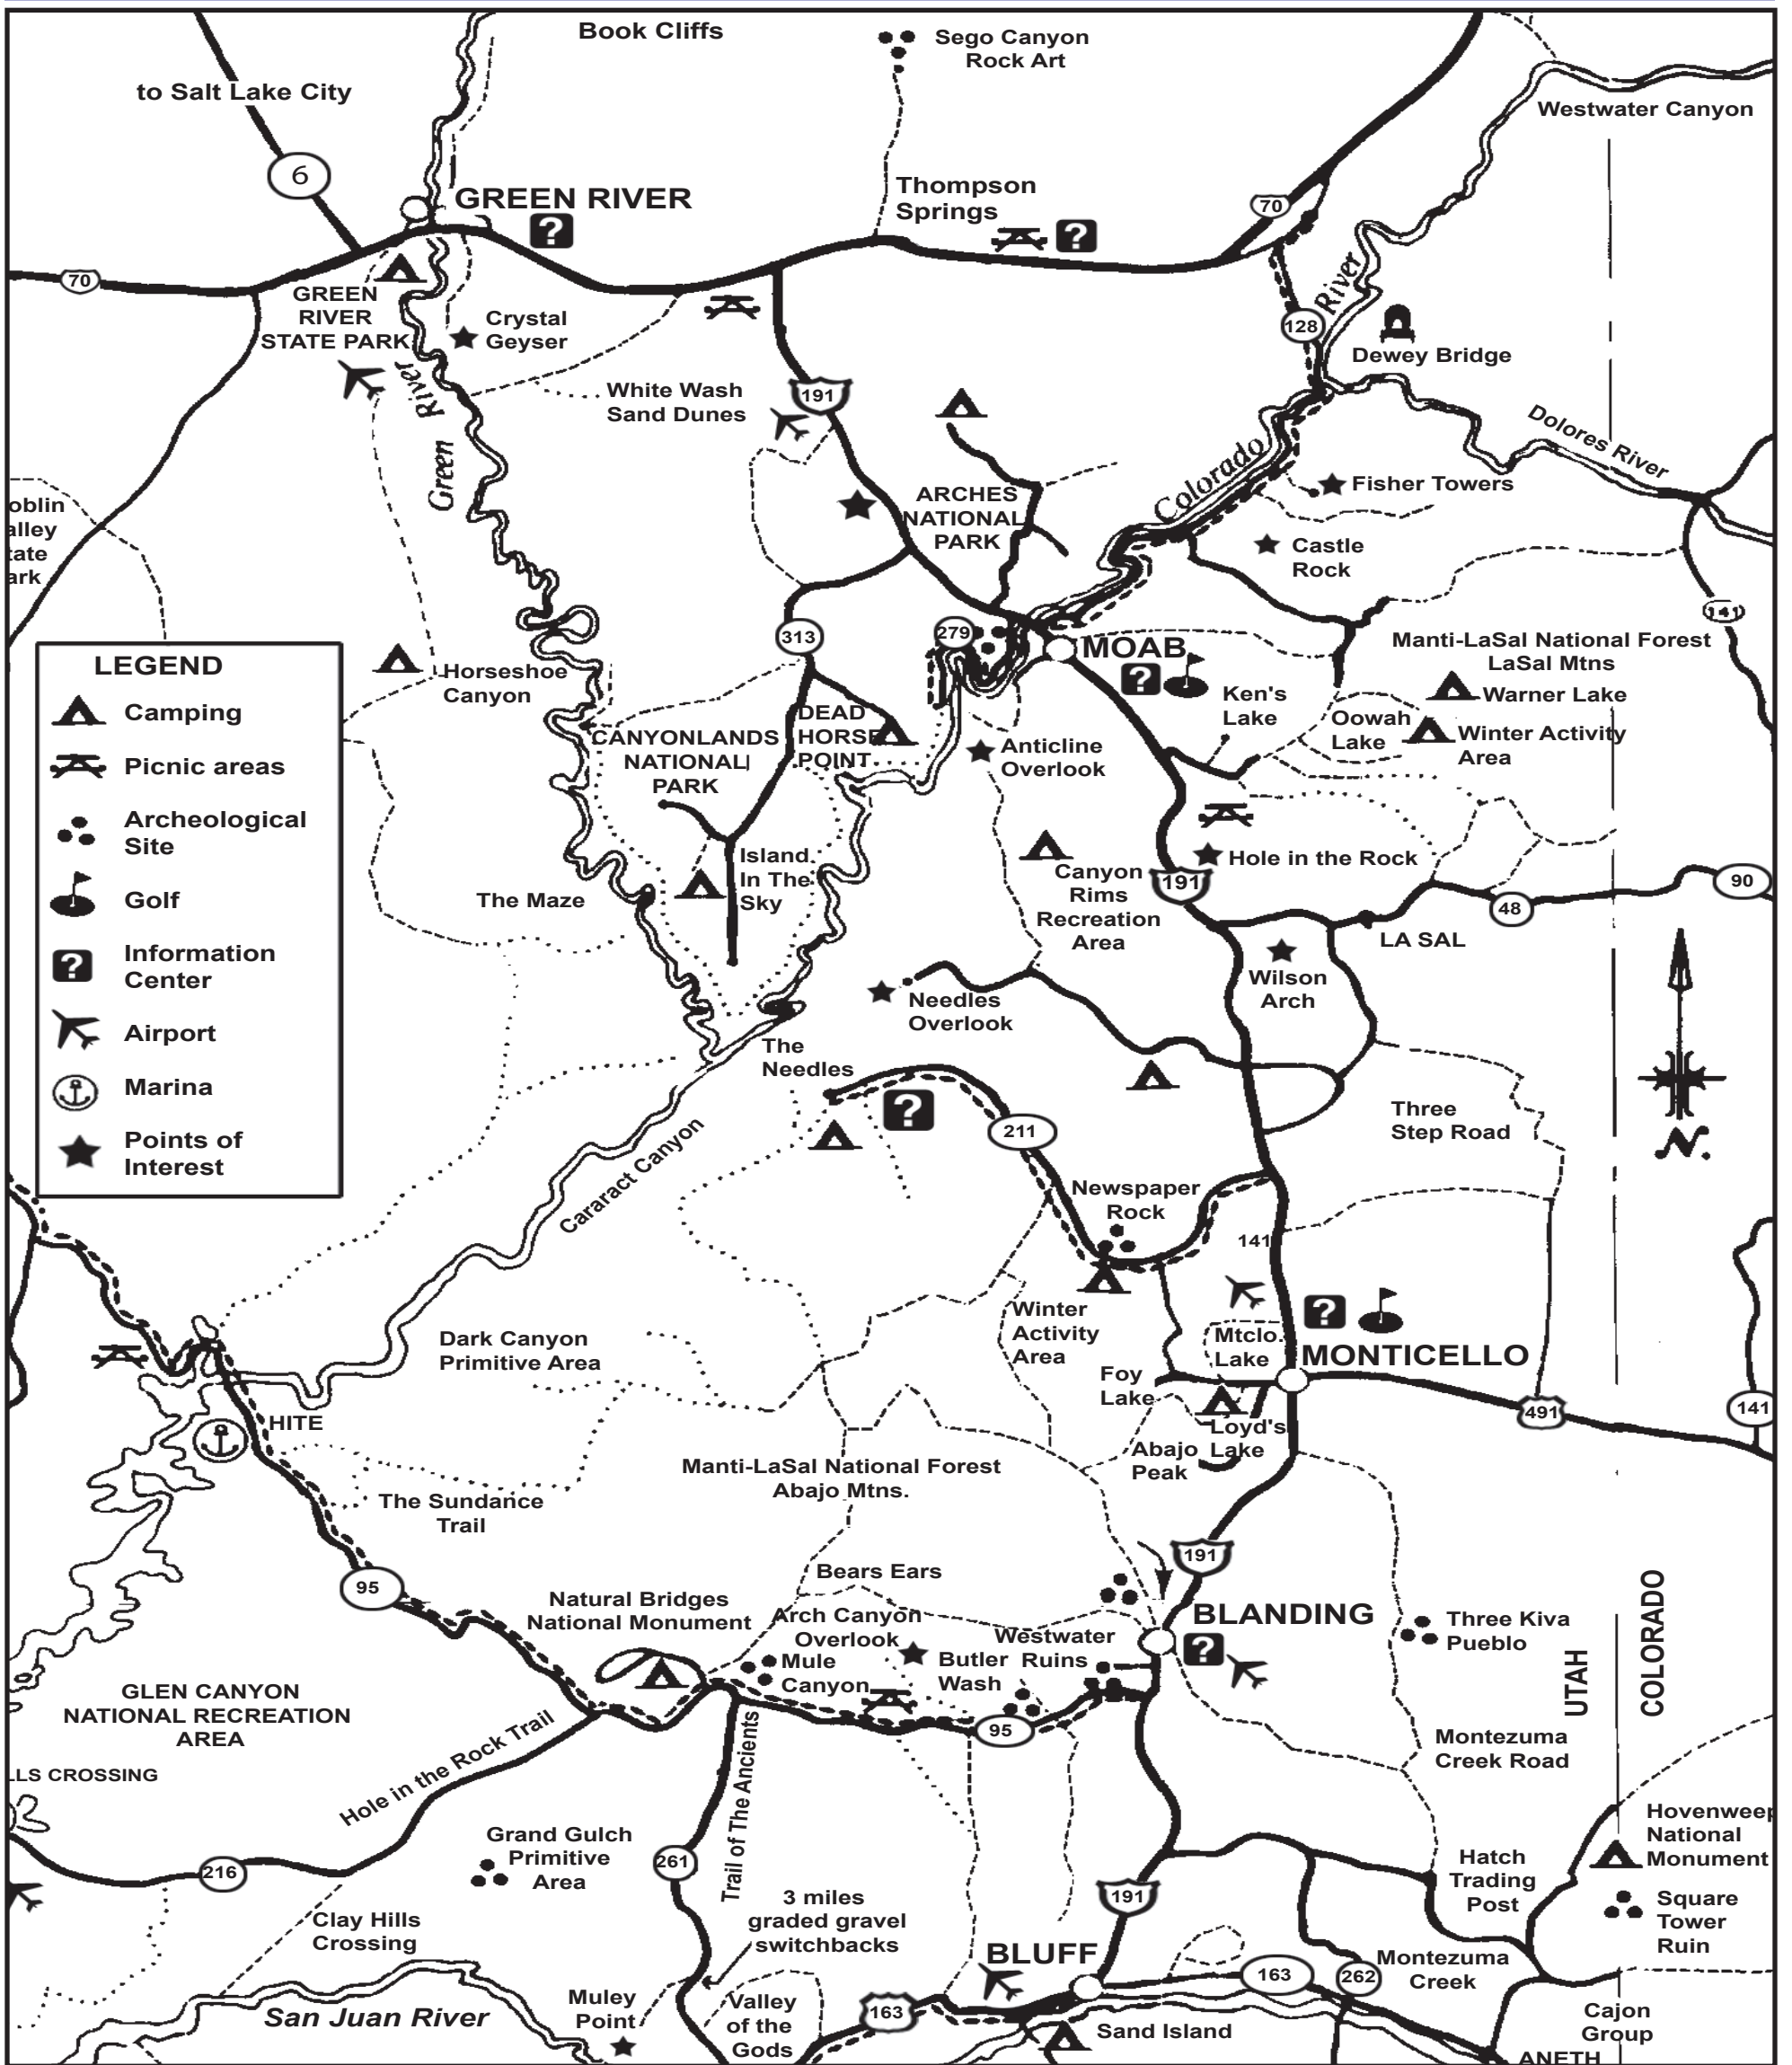 Book Cliffs
Sego Canyon
Rock Art
to Salt Lake City
Westwater Canyon
6
GREEN RIVER
?
Thompson
Springs
?
70
70
GREEN
RIVER
STATE PARK
Crystal
Geyser
River
128
Dewey Bridge
White Wash
Sand Dunes
191
Green River
Dolores River
Colorado
Fisher Towers
ARCHES
NATIONAL
PARK
oblin
alley
tate
ark
Castle
Rock
141
313
279
MOAB
?
Manti-LaSal National Forest
LaSal Mtns
Warner Lake
LEGEND
Camping
Picnic areas
Archeological
Site
Golf
?
Information
Center
Airport
Marina
Points of
Interest
Horseshoe
Canyon
Ken's
Lake
Oowah
Lake
Winter Activity
Area
CANYONLANDS
NATIONAL
PARK
DEAD
HORSE
POINT
Anticline
Overlook
Hole in the Rock
Island
In The
Sky
The Maze
Canyon
Rims
Recreation
Area
191
90
48
LA SAL
Wilson
Arch
Needles
Overlook
The
Needles
?
211
Three
Step Road
Cararact Canyon
Newspaper
Rock
141
N.
Winter
Activity
Area
?
Mtclo.
Lake
MONTICELLO
Dark Canyon
Primitive Area
Foy
Lake
491
141
HITE
Loyd's
Lake
Abajo
Peak
Manti-LaSal National Forest
Abajo Mtns.
The Sundance
Trail
191
95
Bears Ears
Natural Bridges
National Monument
Arch Canyon
Overlook
BLANDING
?
Three Kiva
Pueblo
Westwater
Ruins
Mule
Canyon
Butler
Wash
UTAH
COLORADO
GLEN CANYON
NATIONAL RECREATION
AREA
95
Montezuma
Creek Road
LLS CROSSING
Hole in the Rock Trail
Trail of The Ancients
Hovenweep
National
Monument
Grand Gulch
Primitive
Area
261
216
Hatch
Trading
Post
191
3 miles
graded gravel
switchbacks
Square
Tower
Ruin
Clay Hills
Crossing
BLUFF
Montezuma
Creek
163
262
San Juan River
Muley
Point
Valley
of the
Gods
163
Sand Island
Cajon
Group
ANETH